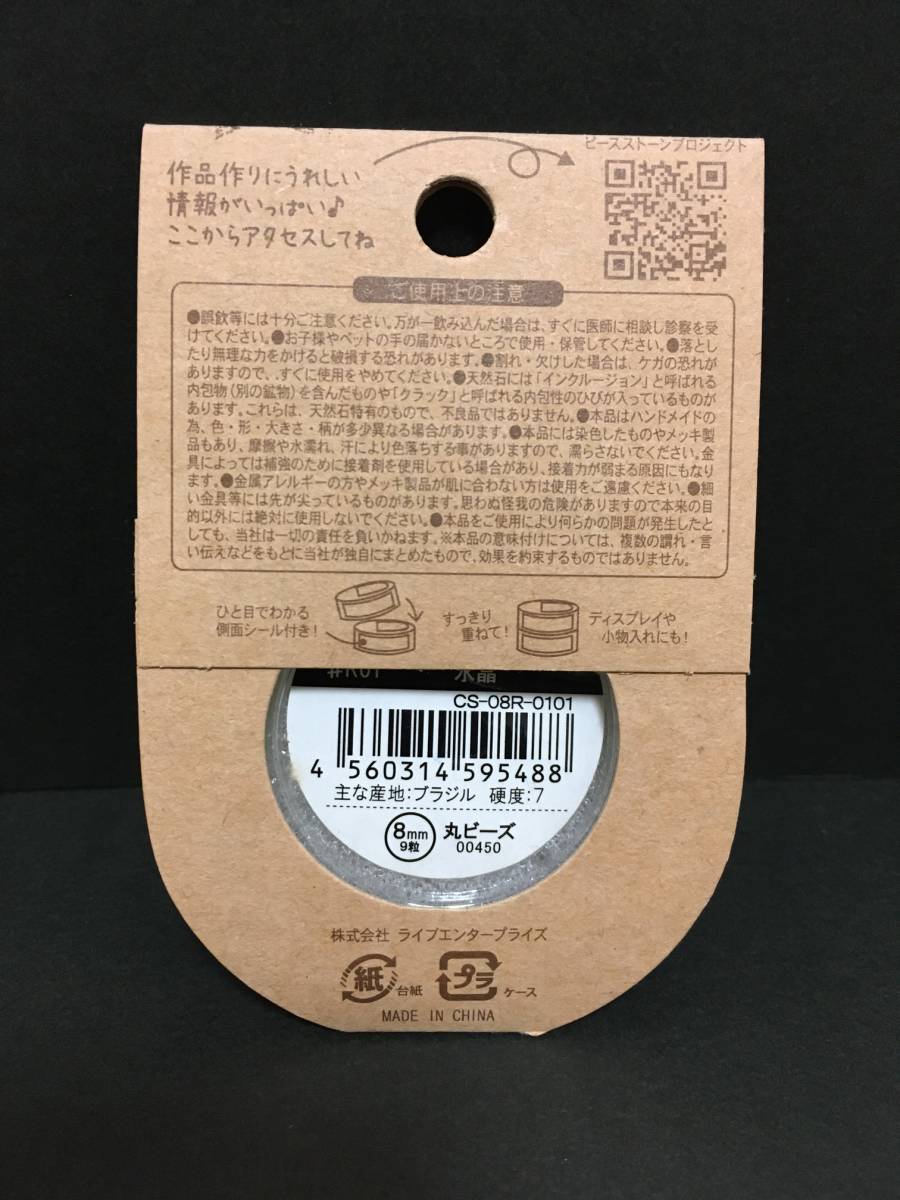 ピースストーンプロジェクト
作品作りにうれしい
情報がいっぱい♪
ここからアクセスしてね
ご使用上の注意
●誤飲等には十分ご注意ください。万が一飲み込んだ場合は、すぐに医師に相談し診察を受
けてください。●お子様やペットの手の届かないところで使用・保管してください。●落とし
たり無理な力をかけると破損する恐れがあります。●割れ・欠けした場合は、ケガの恐れが
ありますので、すぐに使用をやめてください。●天然石には「インクルージョン」と呼ばれる
内包物(別の鉱物)を含んだものや「クラック」と呼ばれる内包性のひびが入っているものが
あります。これらは、天然石特有のもので、不良品ではありません。●本品はハンドメイドの
為、色・形・大きさ・柄が多少異なる場合があります。●本品には染色したものやメッキ製
品もあり、摩擦や水濡れ、汗により色落ちする事がありますので、濡らさないでください。金
具によっては補強のために接着剤を使用している場合があり、接着力が弱まる原因にもなり
ます。●金属アレルギーの方やメッキ製品が肌に合わない方は使用をご遠慮ください。●細
い金具等には先が尖っているものがあります。思わぬ怪我の危険がありますので本来の目
的以外には絶対に使用しないでください。●本品をご使用により何らかの問題が発生したと
しても、当社は一切の責任を負いかねます。※本品の意味付けについては、複数の謂れ・言
い伝えなどをもとに当社が独自にまとめたもので、効果を約束するものではありません。
ひと目でわかる
側面シール付き!
すっきり
重ねて!
ディスプレイや
小物入れにも!
#R01 水晶
CS-08R-0101
4 560314 595488
主な産地:ブラジル 硬度:7
8mm
9粒
丸ビーズ
00450
株式会社 ライブエンタープライズ
紙 台紙 プラ ケース
MADE IN CHINA